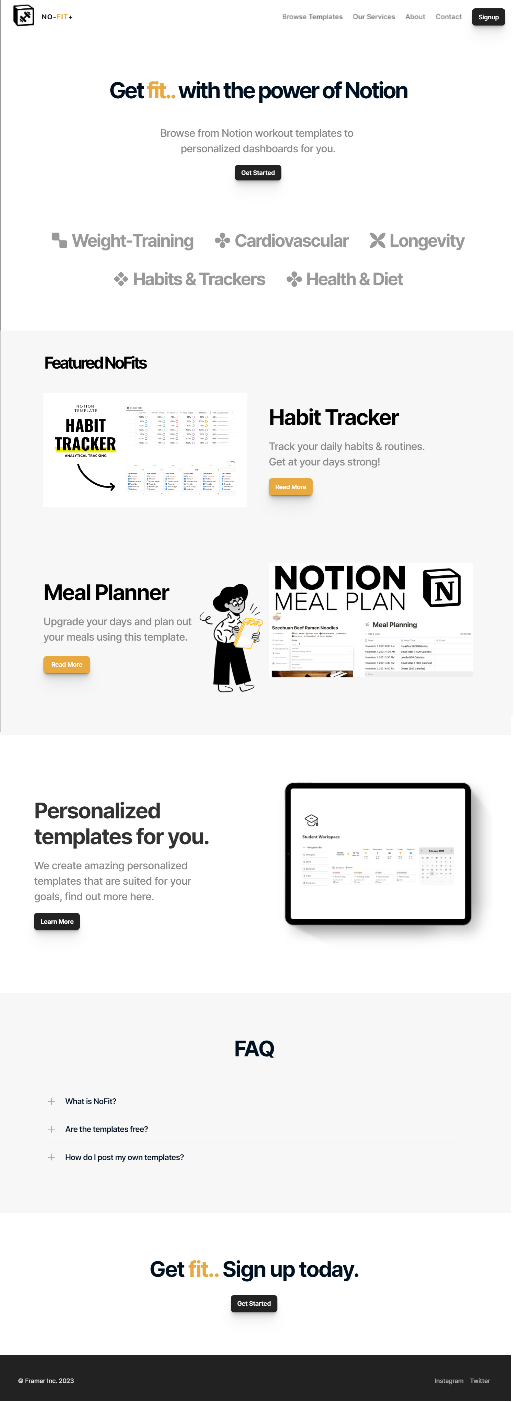 NO-FIT+
Browse Templates Our Services About Contact Signup
Get fit.. with the power of Notion
Browse from Notion workout templates to
personalized dashboards for you.
Get Started
Weight-Training Cardiovascular Longevity
Habits & Trackers Health & Diet
Featured NoFits
NOTION
TEMPLATE
HABIT
TRACKER
ANALYTICAL TRACKING
Habit Tracker
Track your daily habits & routines.
Get at your days strong!
Read More
Meal Planner
Upgrade your days and plan out
your meals using this template.
Read More
NOTION
MEAL PLAN
Szechuan Beef Ramen Noodles
Meal Planning
Personalized
templates for you.
We create amazing personalized
templates that are suited for your
goals, find out more here.
Learn More
Student Workspace
FAQ
What is NoFit?
Are the templates free?
How do I post my own templates?
Get fit.. Sign up today.
Get Started
© Framer Inc. 2023
Instagram Twitter